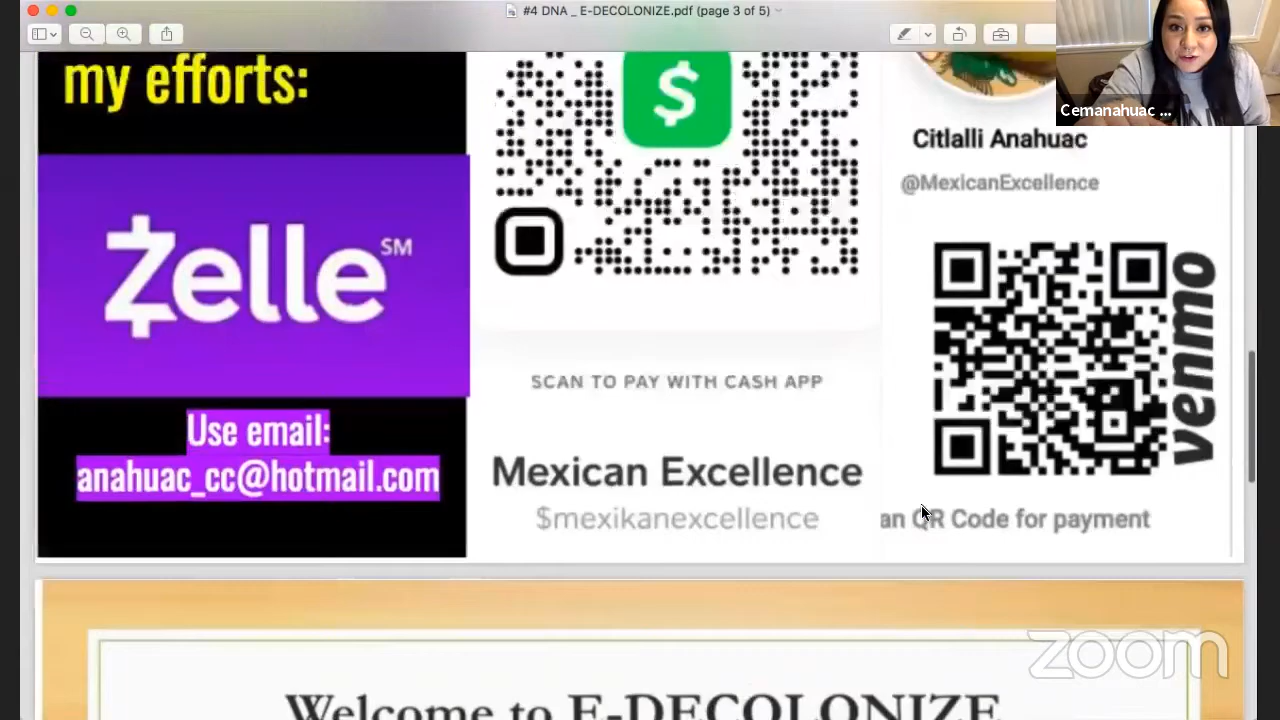 #4 DNA _ E-DECOLONIZE.pdf (page 3 of 5)
Cemanahuac ...
my efforts:
Zelle SM
Use email:
anahuac_cc@hotmail.com
$
SCAN TO PAY WITH CASH APP
Mexican Excellence
$mexikanexcellence
Citlalli Anahuac
@MexicanExcellence
venmo
an QR Code for payment
Welcome to E-DECOLONIZE
zoom